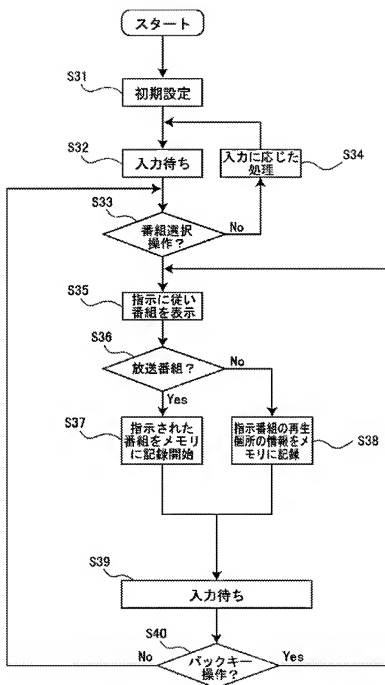 スタート
S31
初期設定
S32
入力待ち
S34
入力に応じた
処理
S33
番組選択
操作？
No
S35
指示に従い
番組を表示
S36
放送番組？
No
Yes
S37
指示された
番組をメモリ
に記録開始
指示番組の再生
個所の情報をメ
モリに記録
S38
S39
入力待ち
S40
バックキー
操作？
No
Yes